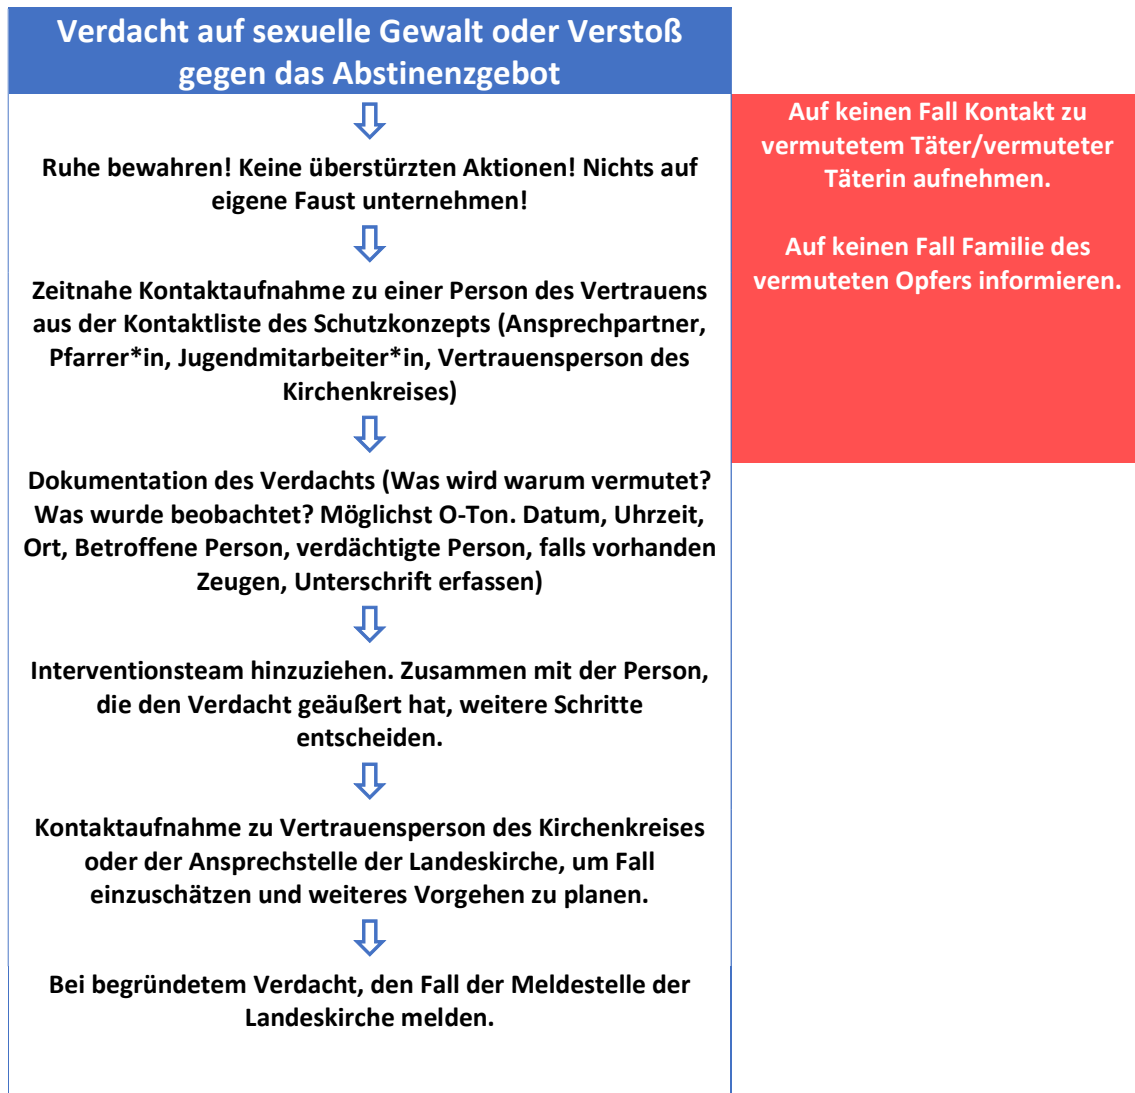 Verdacht auf sexuelle Gewalt oder Verstoß
gegen das Abstinenzgebot
Ruhe bewahren! Keine überstürzten Aktionen! Nichts auf
eigene Faust unternehmen!
Zeitnahe Kontaktaufnahme zu einer Person des Vertrauens
aus der Kontaktliste des Schutzkonzepts (Ansprechpartner,
Pfarrer*in, Jugendmitarbeiter*in, Vertrauensperson des
Kirchenkreises)
Dokumentation des Verdachts (Was wird warum vermutet?
Was wurde beobachtet? Möglichst O-Ton. Datum, Uhrzeit,
Ort, Betroffene Person, verdächtigte Person, falls vorhanden
Zeugen, Unterschrift erfassen)
Interventionsteam hinzuziehen. Zusammen mit der Person,
die den Verdacht geäußert hat, weitere Schritte
entscheiden.
Kontaktaufnahme zu Vertrauensperson des Kirchenkreises
oder der Ansprechstelle der Landeskirche, um Fall
einzuschätzen und weiteres Vorgehen zu planen.
Bei begründetem Verdacht, den Fall der Meldestelle der
Landeskirche melden.
Auf keinen Fall Kontakt zu
vermutetem Täter/vermuteter
Täterin aufnehmen.
Auf keinen Fall Familie des
vermuteten Opfers informieren.